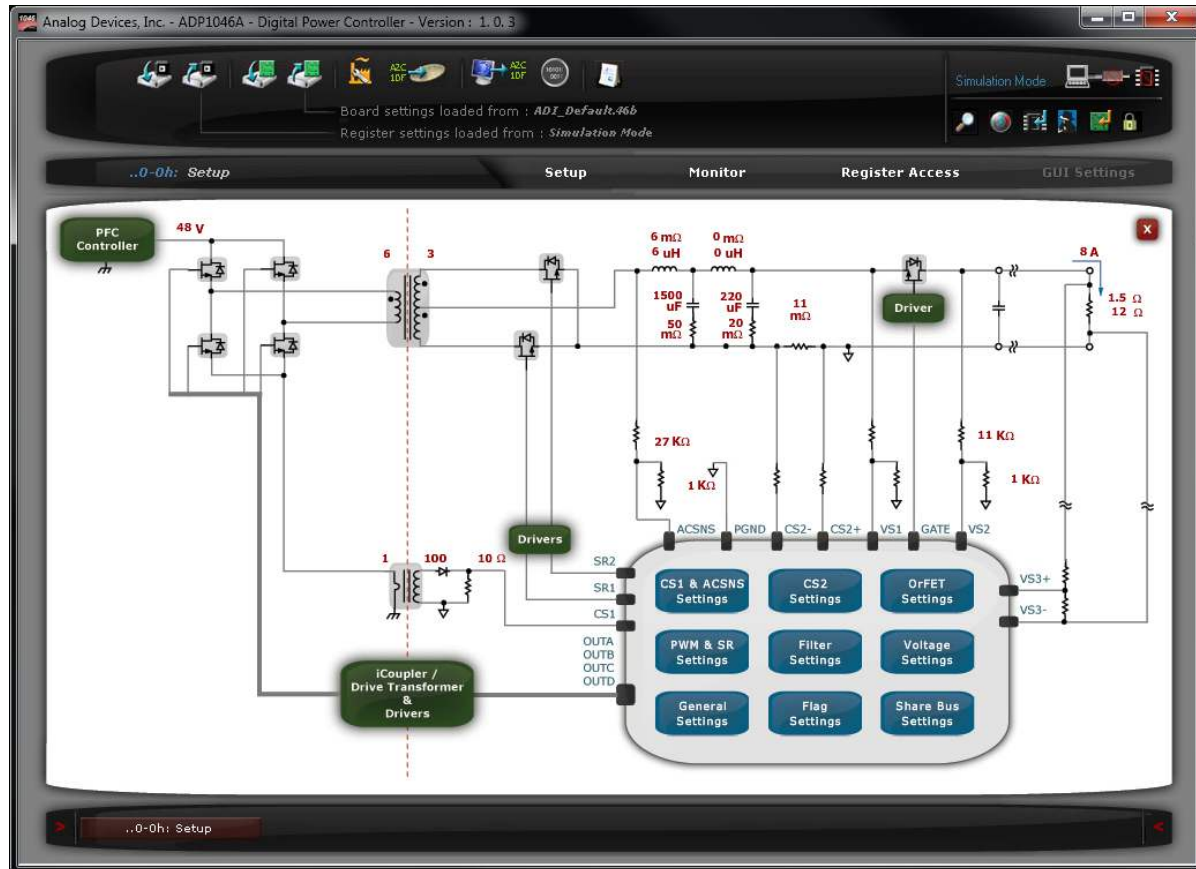 Analog Devices, Inc. - ADP1046A - Digital Power Controller - Version : 1. 0. 3
1046
A2C
1DF
A2C
1DF
Simulation Mode
Board settings loaded from : ADI_Default.46b
Register settings loaded from : Simulation Mode
..0-0h: Setup
Setup
Monitor
Register Access
GUI Settings
PFC
Controller
48 V
6
3
6 mΩ
6 uH
0 mΩ
0 uH
x
8 A
1500
uF
50
mΩ
220
uF
20
mΩ
11
mΩ
Driver
1.5 Ω
12 Ω
27 KΩ
1 KΩ
11 KΩ
1 KΩ
ACSNS
PGND
CS2-
CS2+
VS1
GATE
VS2
Drivers
1
100
10 Ω
SR2
SR1
CS1
OUTA
OUTB
OUTC
OUTD
VS3+
VS3-
CS1 & ACSNS
Settings
CS2
Settings
OrFET
Settings
PWM & SR
Settings
Filter
Settings
Voltage
Settings
General
Settings
Flag
Settings
Share Bus
Settings
iCoupler /
Drive Transformer
&
Drivers
>
..0-0h: Setup
<